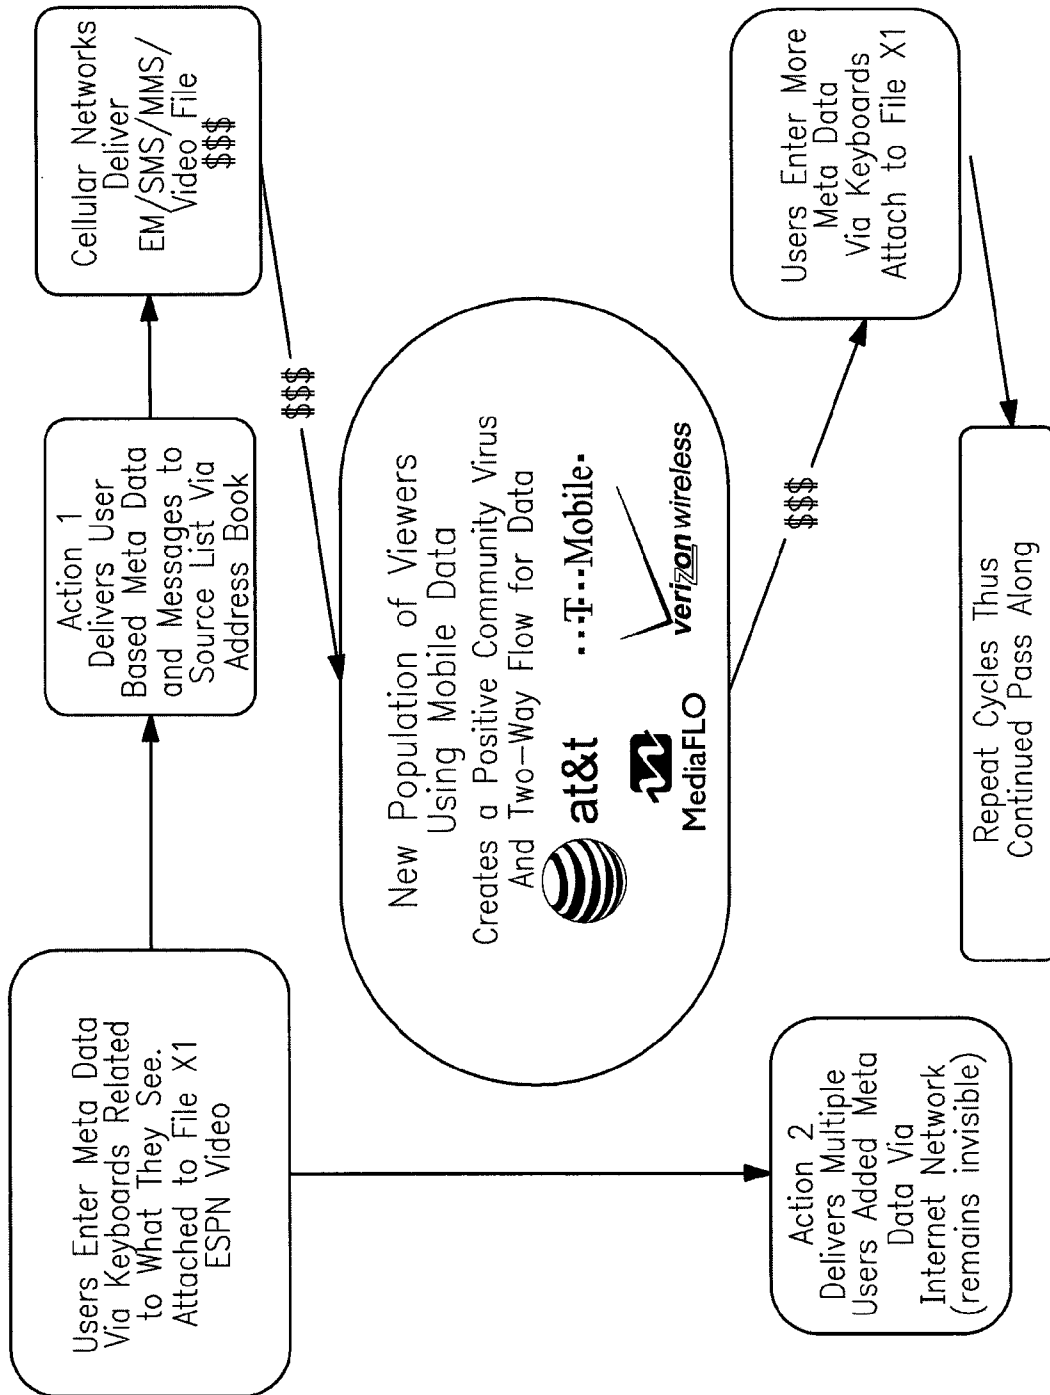 Users Enter Meta Data
Via Keyboards Related
to What They See.
Attached to File X1
ESPN Video
Action 1
Delivers User
Based Meta Data
and Messages to
Source List Via
Address Book
Cellular Networks
Deliver
EM/SMS/MMS/
Video File
$$$
$$$
New Population of Viewers
Using Mobile Data
Creates a Positive Community Virus
And Two-Way Flow for Data
at&t
...T...Mobile.
MediaFLO
verizon wireless
$$$
Action 2
Delivers Multiple
Users Added Meta
Data Via
Internet Network
(remains invisible)
Users Enter More
Meta Data
Via Keyboards
Attach to File X1
Repeat Cycles Thus
Continued Pass Along